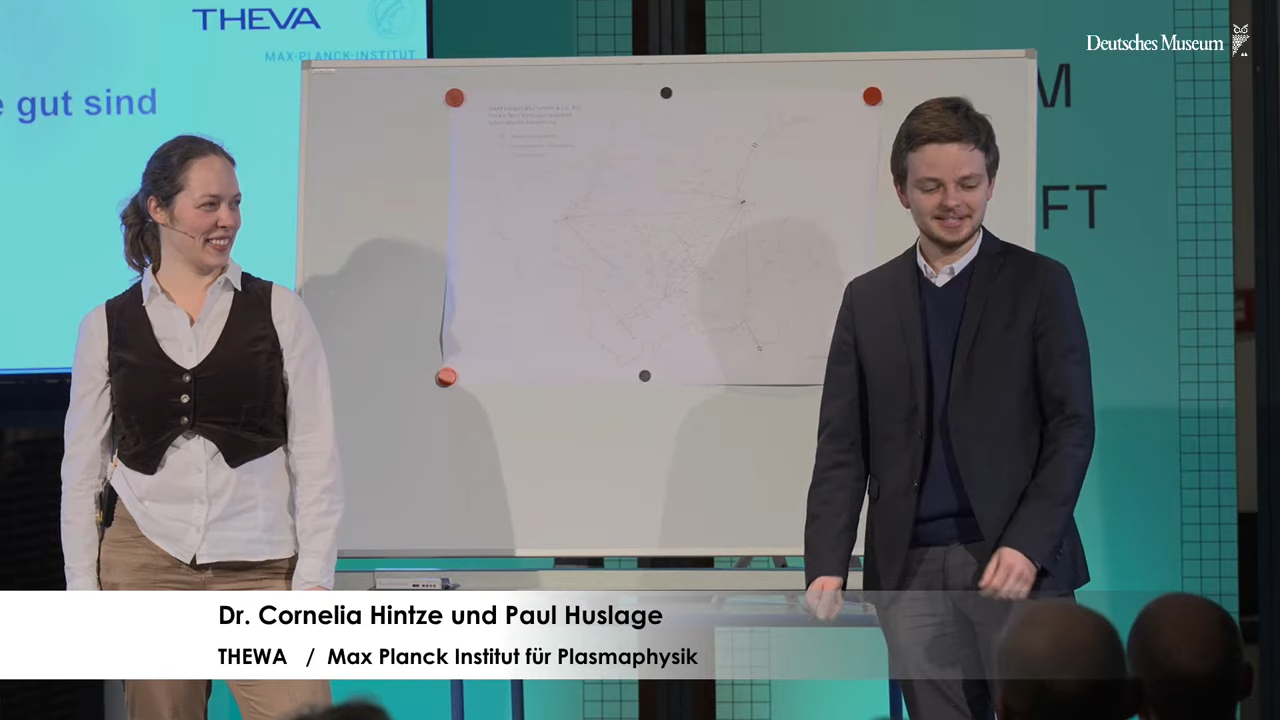 THEVA
MAX-PLANCK-INSTITUT
e gut sind
Deutsches Museum
M
FT
Dr. Cornelia Hintze und Paul Huslage
THEWA / Max Planck Institut für Plasmaphysik